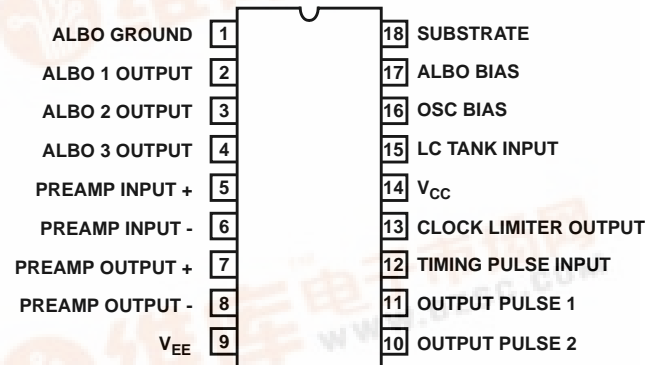 ALBO GROUND 1 18 SUBSTRATE
ALBO 1 OUTPUT 2 17 ALBO BIAS
ALBO 2 OUTPUT 3 16 OSC BIAS
ALBO 3 OUTPUT 4 15 LC TANK INPUT
PREAMP INPUT + 5 14 VCC
PREAMP INPUT - 6 13 CLOCK LIMITER OUTPUT
PREAMP OUTPUT + 7 12 TIMING PULSE INPUT
PREAMP OUTPUT - 8 11 OUTPUT PULSE 1
VEE 9 10 OUTPUT PULSE 2